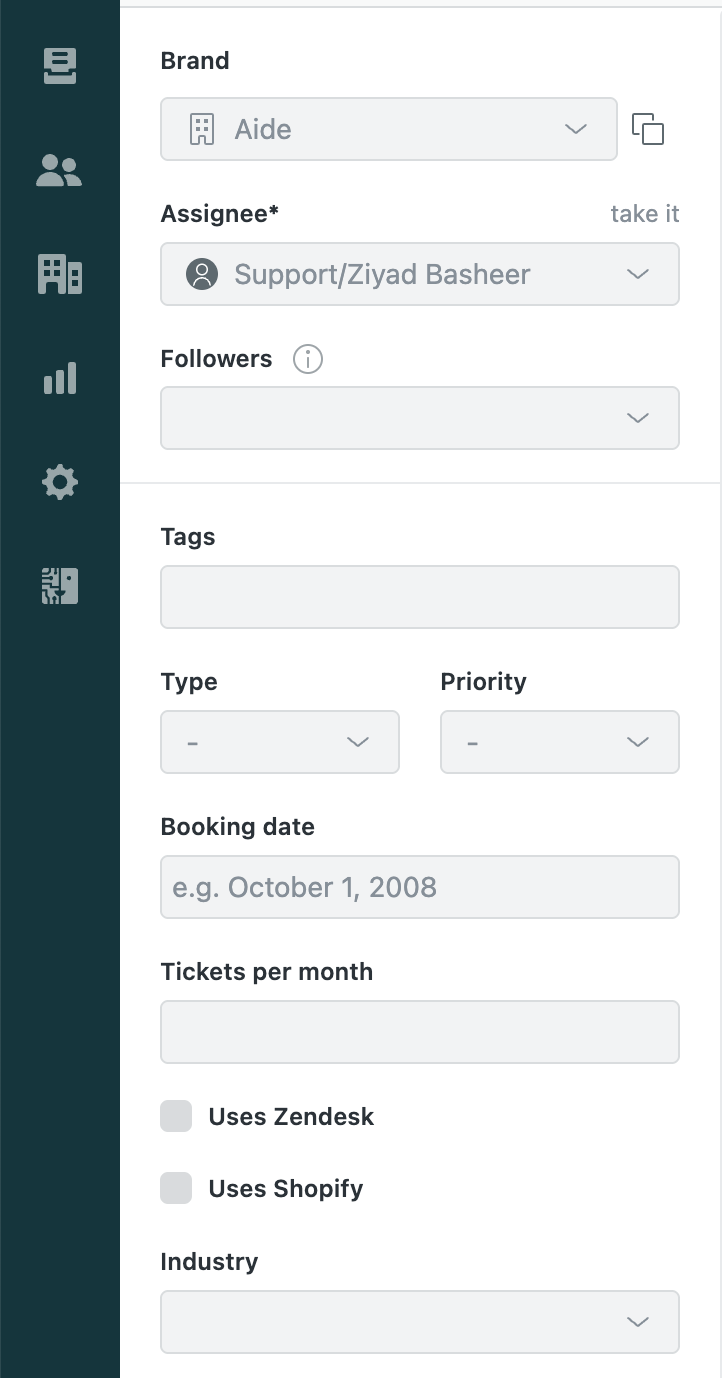 Brand
Aide
Assignee* take it
Support/Ziyad Basheer
Followers
Tags
Type Priority
- -
Booking date
e.g. October 1, 2008
Tickets per month
Uses Zendesk
Uses Shopify
Industry